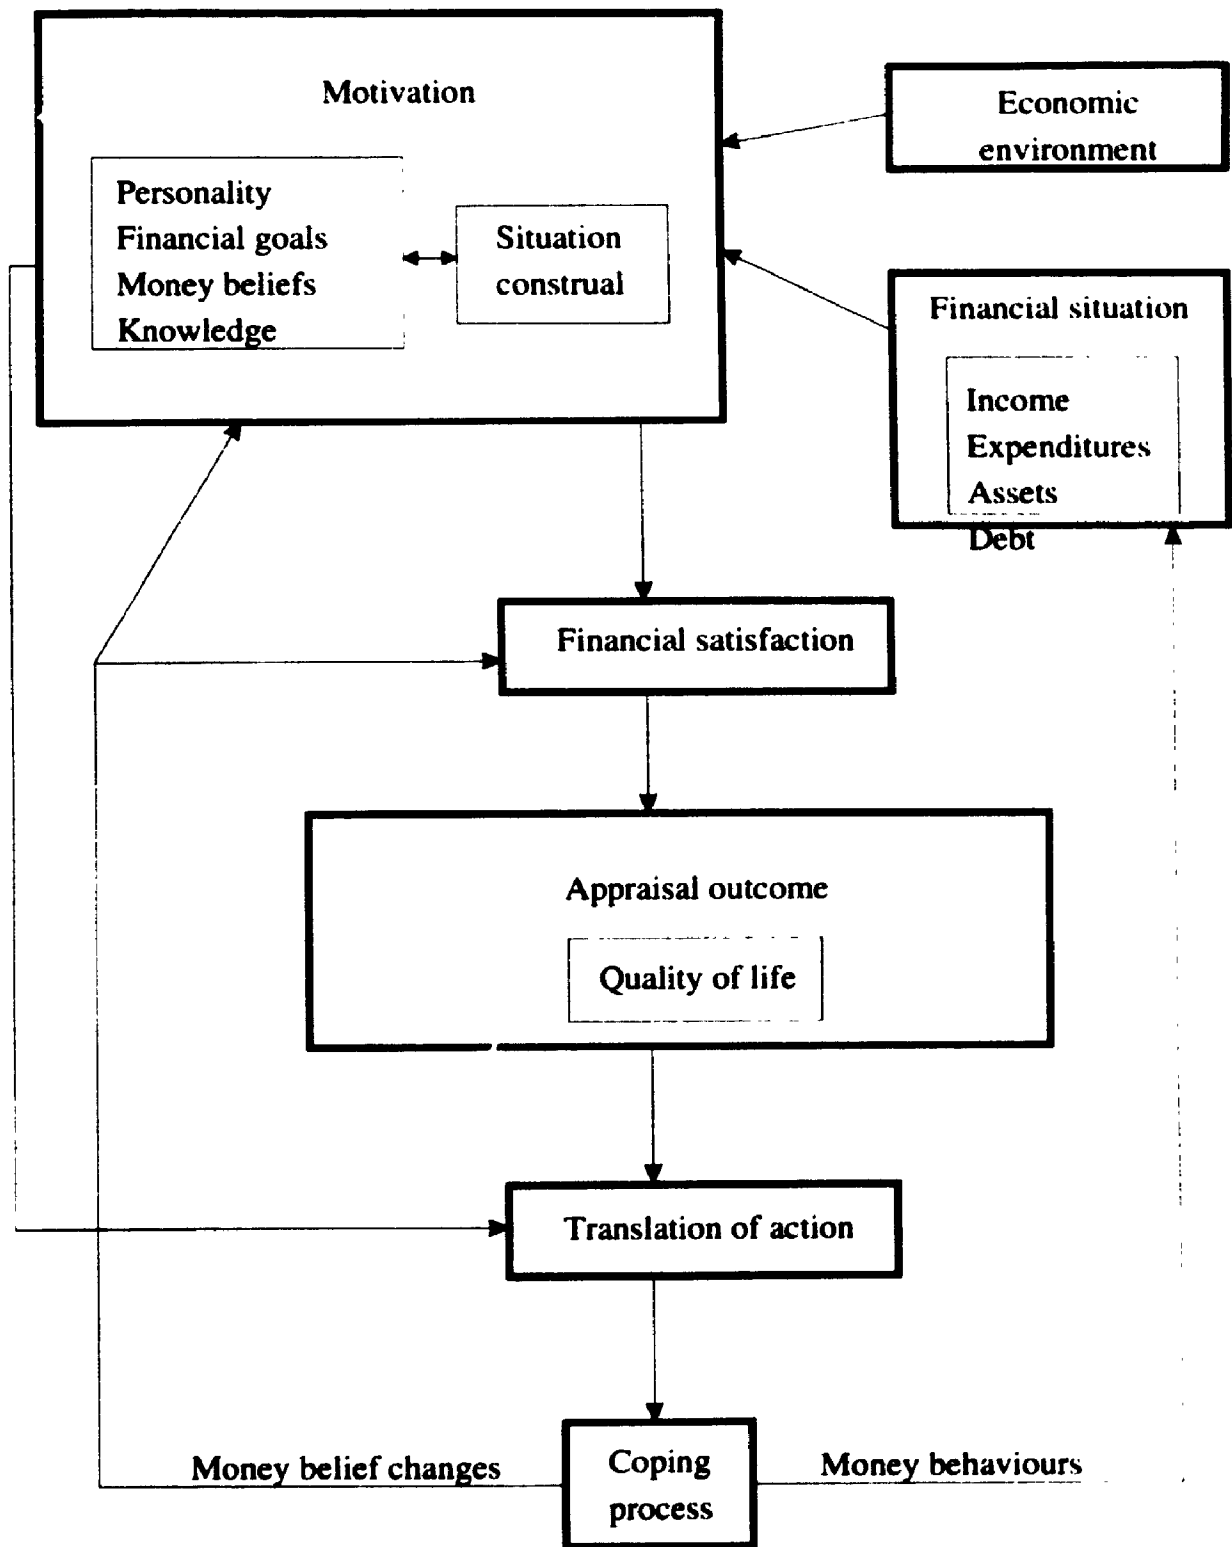 Motivation
Economic
environment
Personality
Financial goals
Money beliefs
Knowledge
Situation
construal
Financial situation
Income
Expenditures
Assets
Debt
Financial satisfaction
Appraisal outcome
Quality of life
Translation of action
Money belief changes
Coping
process
Money behaviours